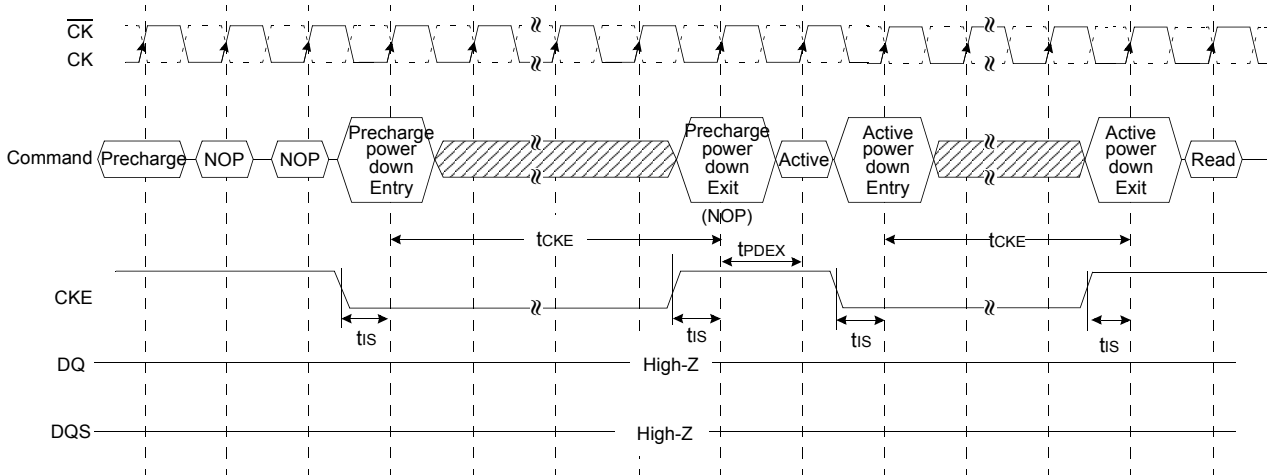 CK
CK
Command
Precharge
NOP
NOP
Precharge
power
down
Entry
Precharge
power
down
Exit
(NOP)
Active
Active
power
down
Entry
Active
power
down
Exit
Read
tCKE
tPDEX
tCKE
CKE
tIS
tIS
tIS
tIS
DQ
High-Z
DQS
High-Z